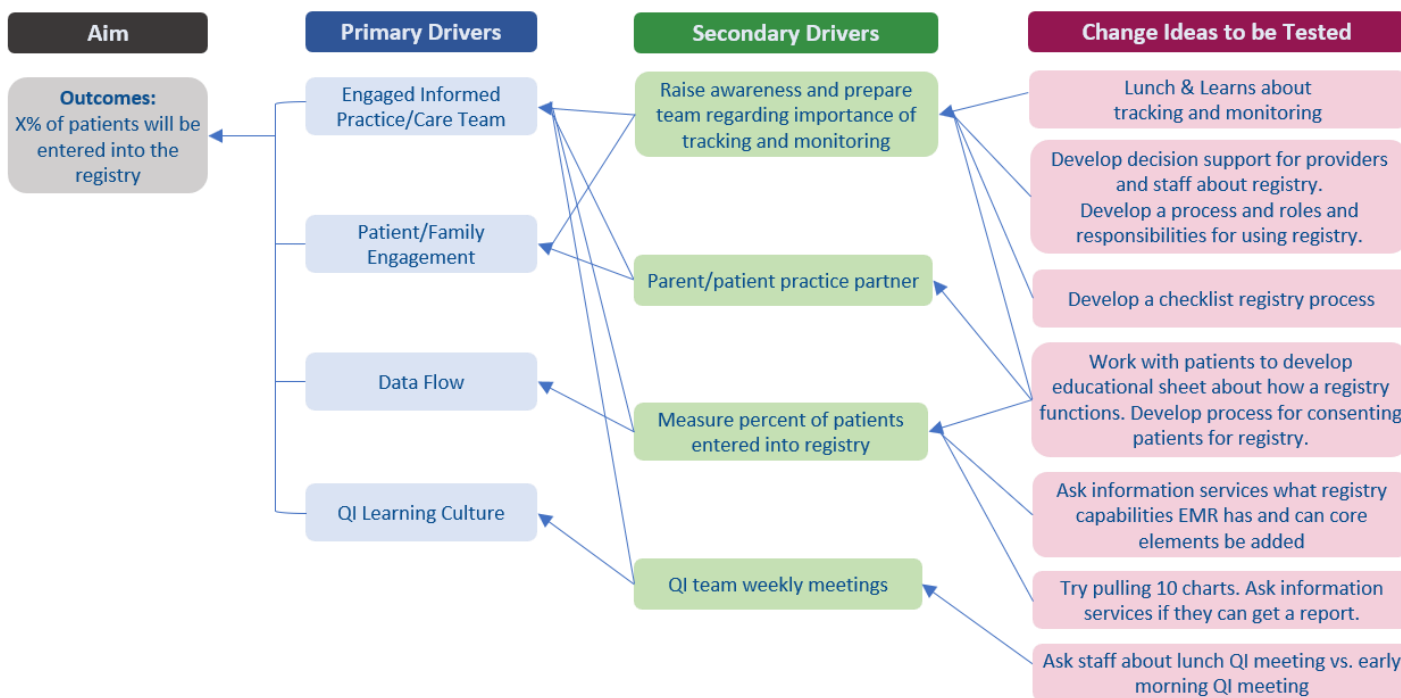 Aim
Primary Drivers
Secondary Drivers
Change Ideas to be Tested
Outcomes:
X% of patients will be
entered into the
registry
Engaged Informed
Practice/Care Team
Patient/Family
Engagement
Data Flow
QI Learning Culture
Raise awareness and prepare
team regarding importance of
tracking and monitoring
Parent/patient practice partner
Measure percent of patients
entered into registry
QI team weekly meetings
Lunch & Learns about
tracking and monitoring
Develop decision support for providers
and staff about registry.
Develop a process and roles and
responsibilities for using registry.
Develop a checklist registry process
Work with patients to develop
educational sheet about how a registry
functions. Develop process for consenting
patients for registry.
Ask information services what registry
capabilities EMR has and can core
elements be added
Try pulling 10 charts. Ask information
services if they can get a report.
Ask staff about lunch QI meeting vs. early
morning QI meeting